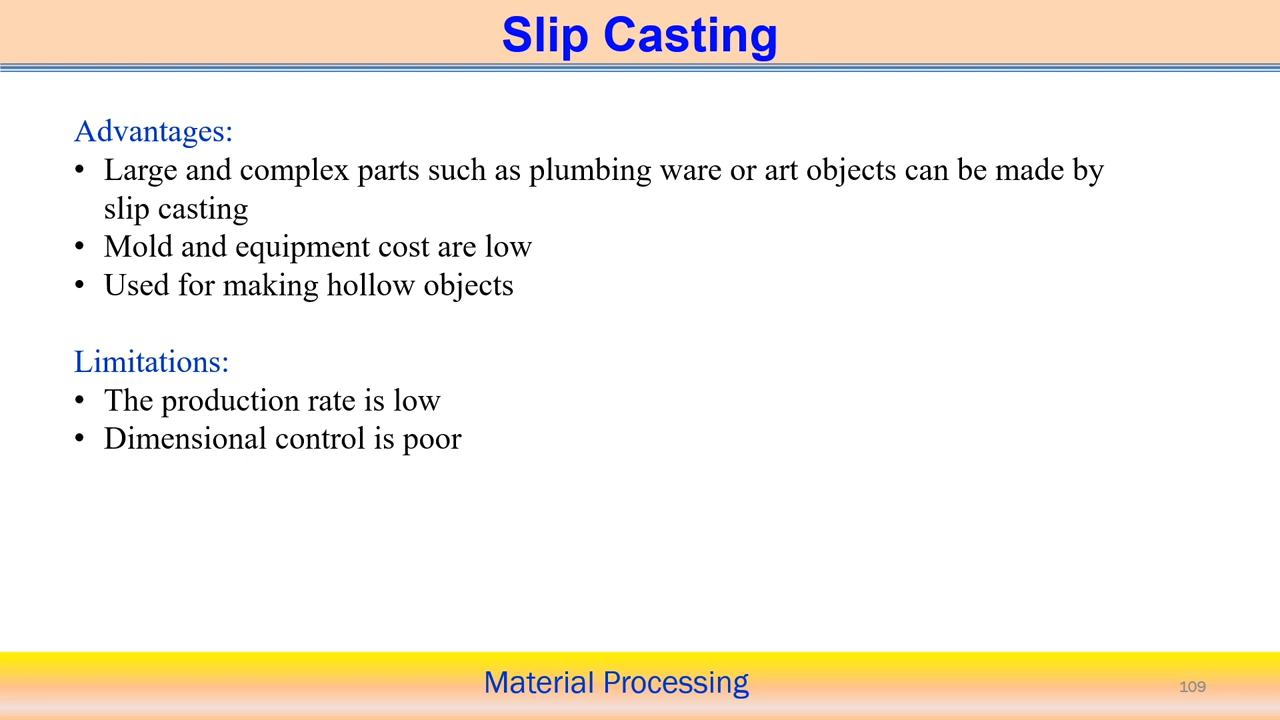 Slip Casting
Advantages:
• Large and complex parts such as plumbing ware or art objects can be made by
slip casting
• Mold and equipment cost are low
• Used for making hollow objects
Limitations:
• The production rate is low
• Dimensional control is poor
Material Processing
109